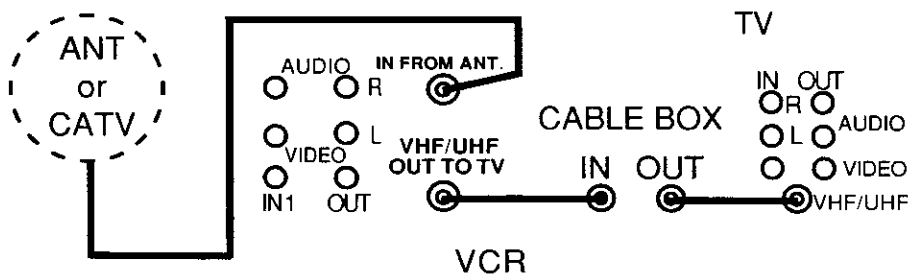 ANT
or
CATV
AUDIO
R
L
VIDEO
IN1 OUT
IN FROM ANT.
VHF/UHF
OUT TO TV
VCR
CABLE BOX
IN OUT
TV
IN OUT
R
L
AUDIO
VIDEO
VHF/UHF